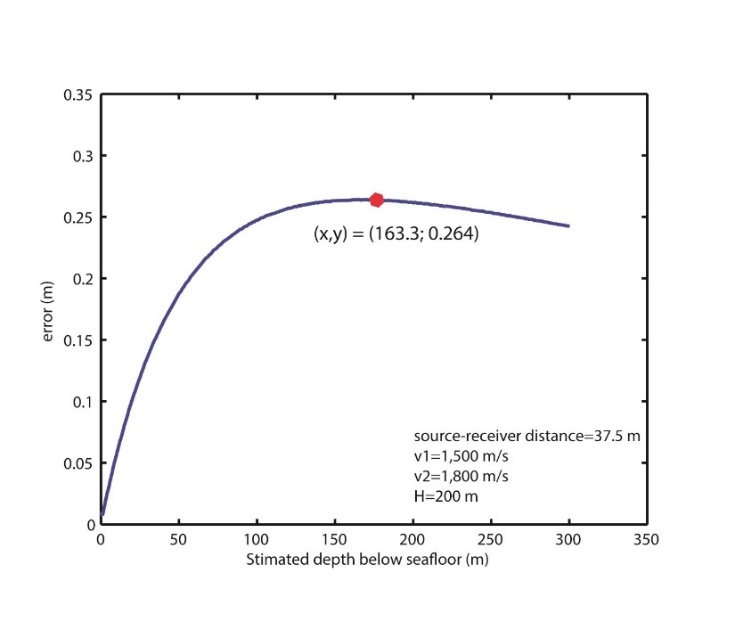 0.35
0.3
0.25
(x,y) = (163.3; 0.264)
0.2
error (m)
0.15
0.1
source-receiver distance=37.5 m
v1=1,500 m/s
0.05
v2=1,800 m/s
H=200 m
0
0 50 100 150 200 250 300 350
Stimated depth below seafloor (m)